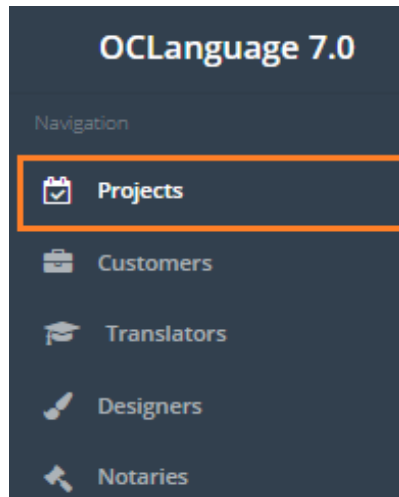 OCLanguage 7.0
Navigation
Projects
Customers
Translators
Designers
Notaries